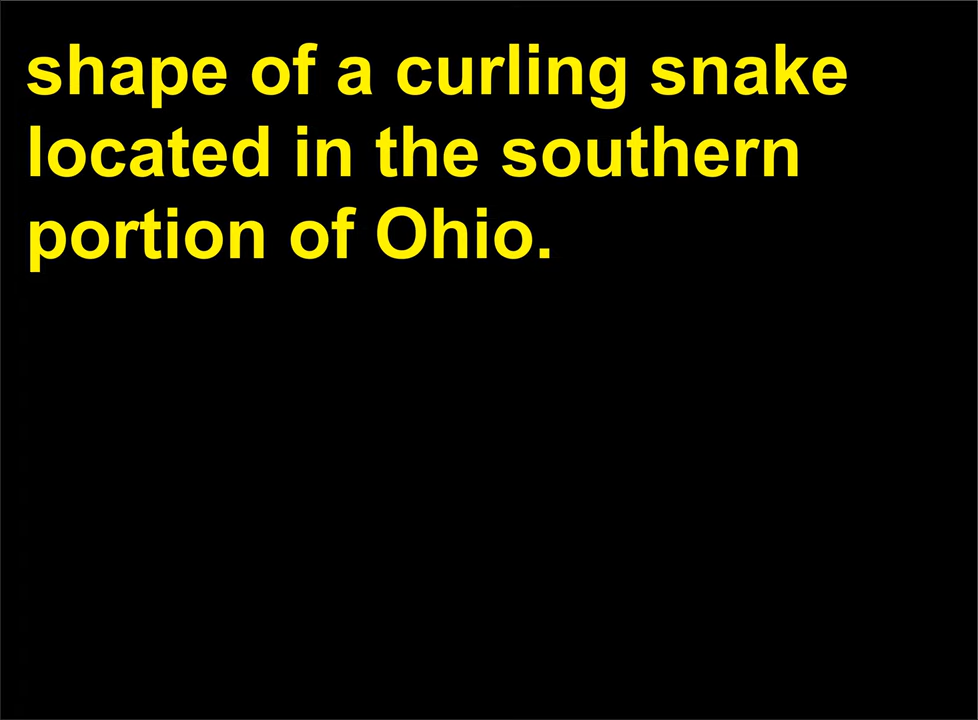 shape of a curling snake
located in the southern
portion of Ohio.